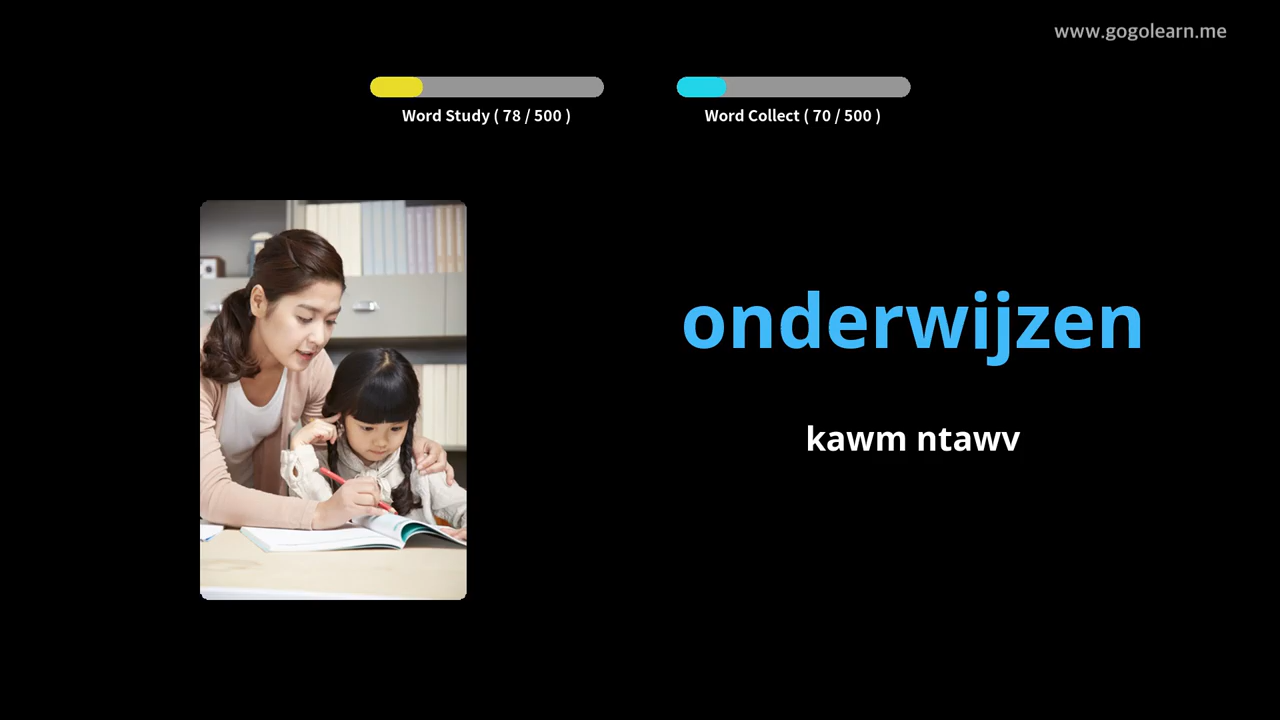 www.gogolearn.me
Word Study ( 78 / 500 )
Word Collect ( 70 / 500 )
onderwijzen
kawm ntawv